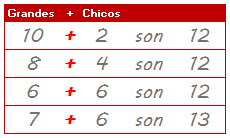 Grandes + Chicos
10 + 2 son 12
8 + 4 son 12
6 + 6 son 12
7 + 6 son 13